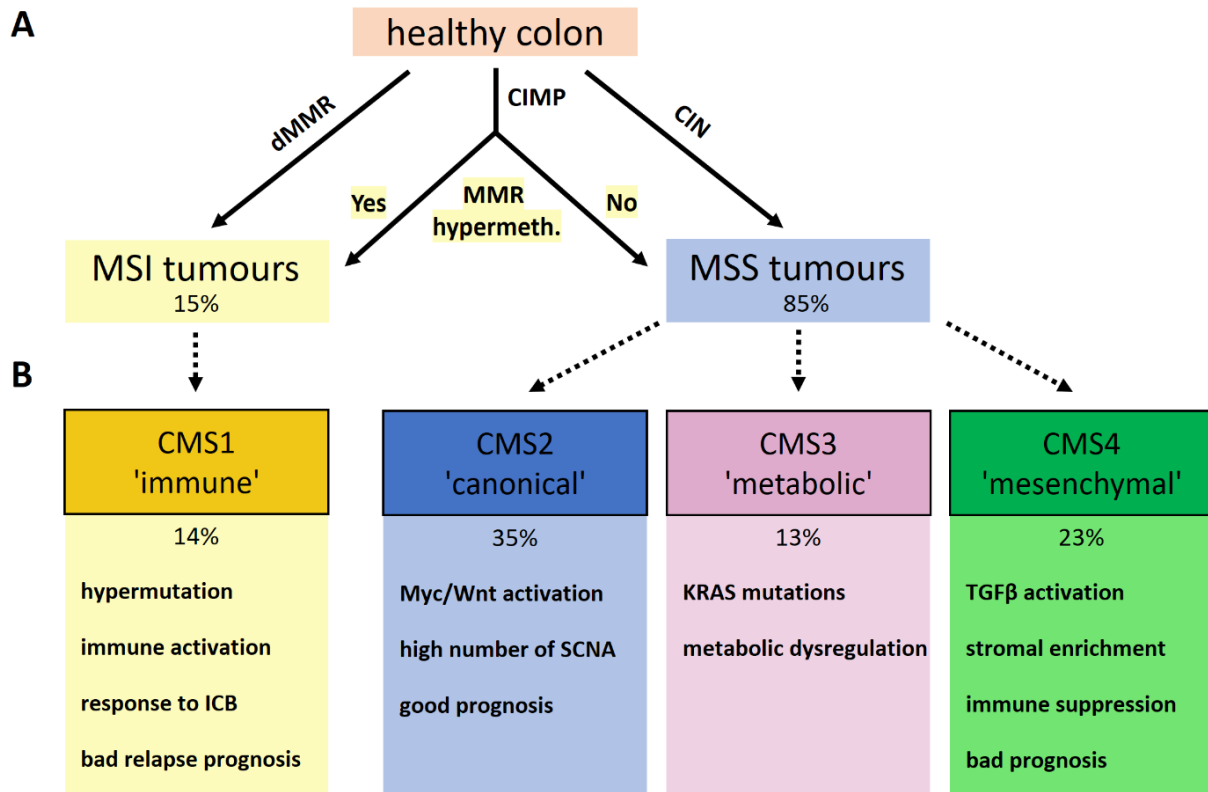 A
healthy colon
dMMR
CIMP
CIN
Yes
MMR
hypermeth.
No
MSI tumours
15%
MSS tumours
85%
B
CMS1
'immune'
14%
hypermutation
immune activation
response to ICB
bad relapse prognosis
CMS2
'canonical'
35%
Myc/Wnt activation
high number of SCNA
good prognosis
CMS3
'metabolic'
13%
KRAS mutations
metabolic dysregulation
CMS4
'mesenchymal'
23%
TGFβ activation
stromal enrichment
immune suppression
bad prognosis